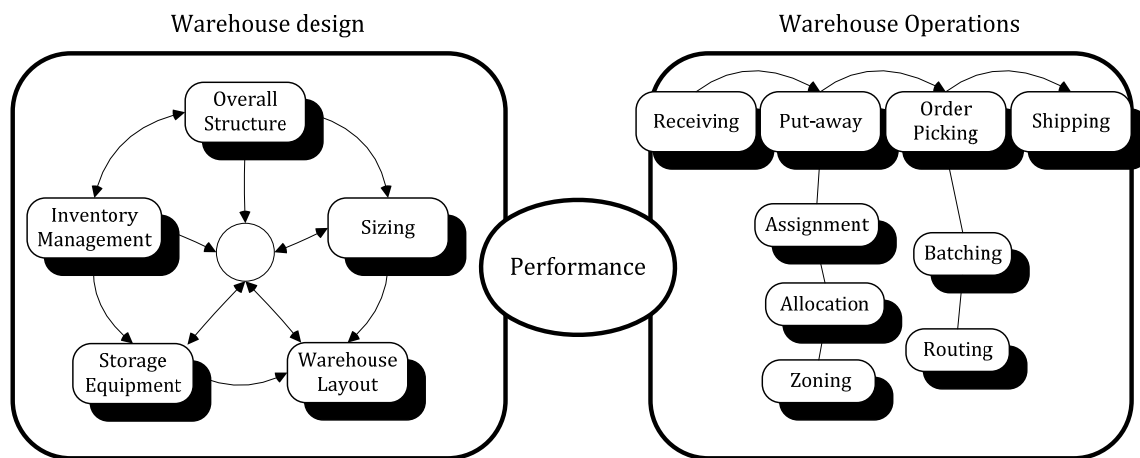 Warehouse design
Warehouse Operations
Overall
Structure
Inventory
Management
Sizing
Storage
Equipment
Warehouse
Layout
Performance
Receiving
Put-away
Order
Picking
Shipping
Assignment
Allocation
Zoning
Batching
Routing